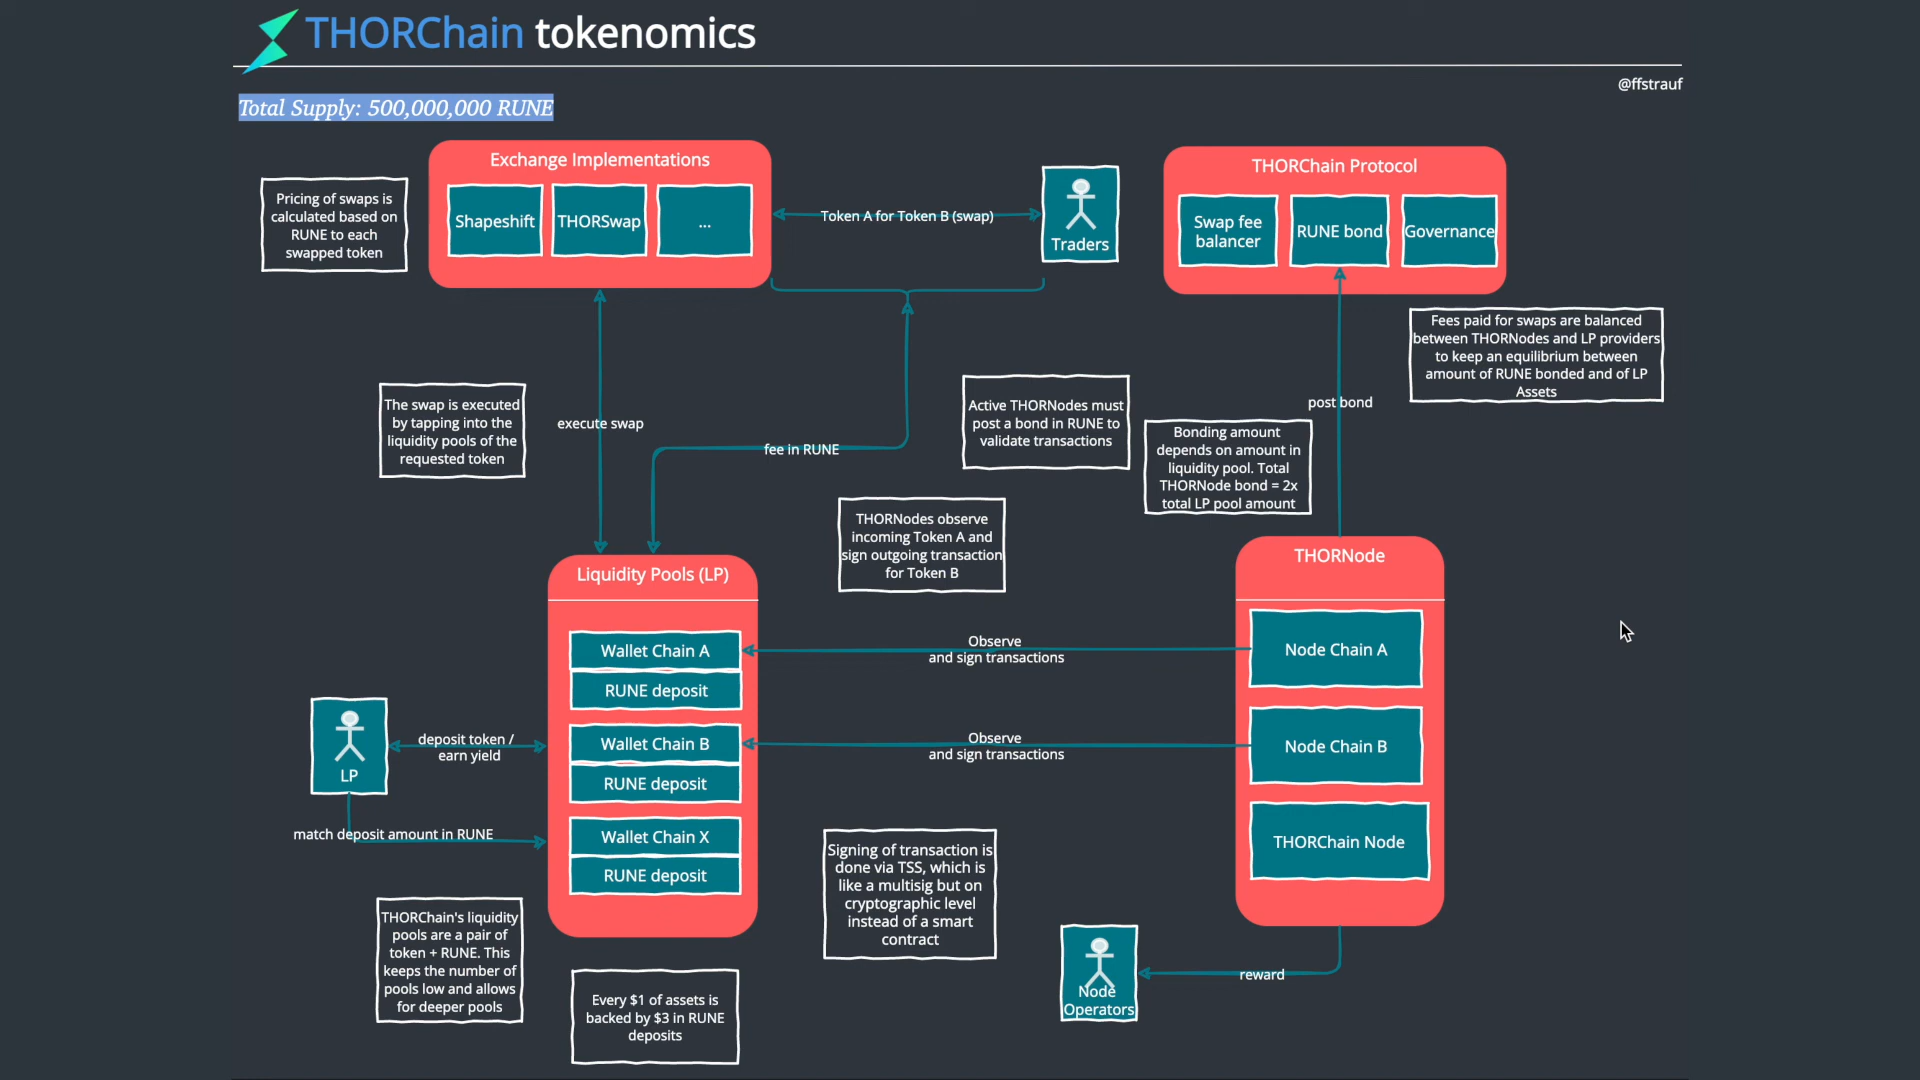 THORChain tokenomics
@ffstrauf
Total Supply: 500,000,000 RUNE
Exchange Implementations
Shapeshift
THORSwap
...
Pricing of swaps is
calculated based on
RUNE to each
swapped token
Token A for Token B (swap)
Traders
THORChain Protocol
Swap fee
balancer
RUNE bond
Governance
Fees paid for swaps are balanced
between THORNodes and LP providers
to keep an equilibrium between
amount of RUNE bonded and of LP
Assets
The swap is executed
by tapping into the
liquidity pools of the
requested token
execute swap
fee in RUNE
Active THORNodes must
post a bond in RUNE to
validate transactions
post bond
Bonding amount
depends on amount in
liquidity pool. Total
THORNode bond = 2x
total LP pool amount
THORNodes observe
incoming Token A and
sign outgoing transaction
for Token B
Liquidity Pools (LP)
Wallet Chain A
RUNE deposit
Wallet Chain B
RUNE deposit
Wallet Chain X
RUNE deposit
Observe
and sign transactions
Observe
and sign transactions
THORNode
Node Chain A
Node Chain B
THORChain Node
LP
deposit token /
earn yield
match deposit amount in RUNE
THORChain's liquidity
pools are a pair of
token + RUNE. This
keeps the number of
pools low and allows
for deeper pools
Every $1 of assets is
backed by $3 in RUNE
deposits
Signing of transaction is
done via TSS, which is
like a multisig but on
cryptographic level
instead of a smart
contract
Node
Operators
reward